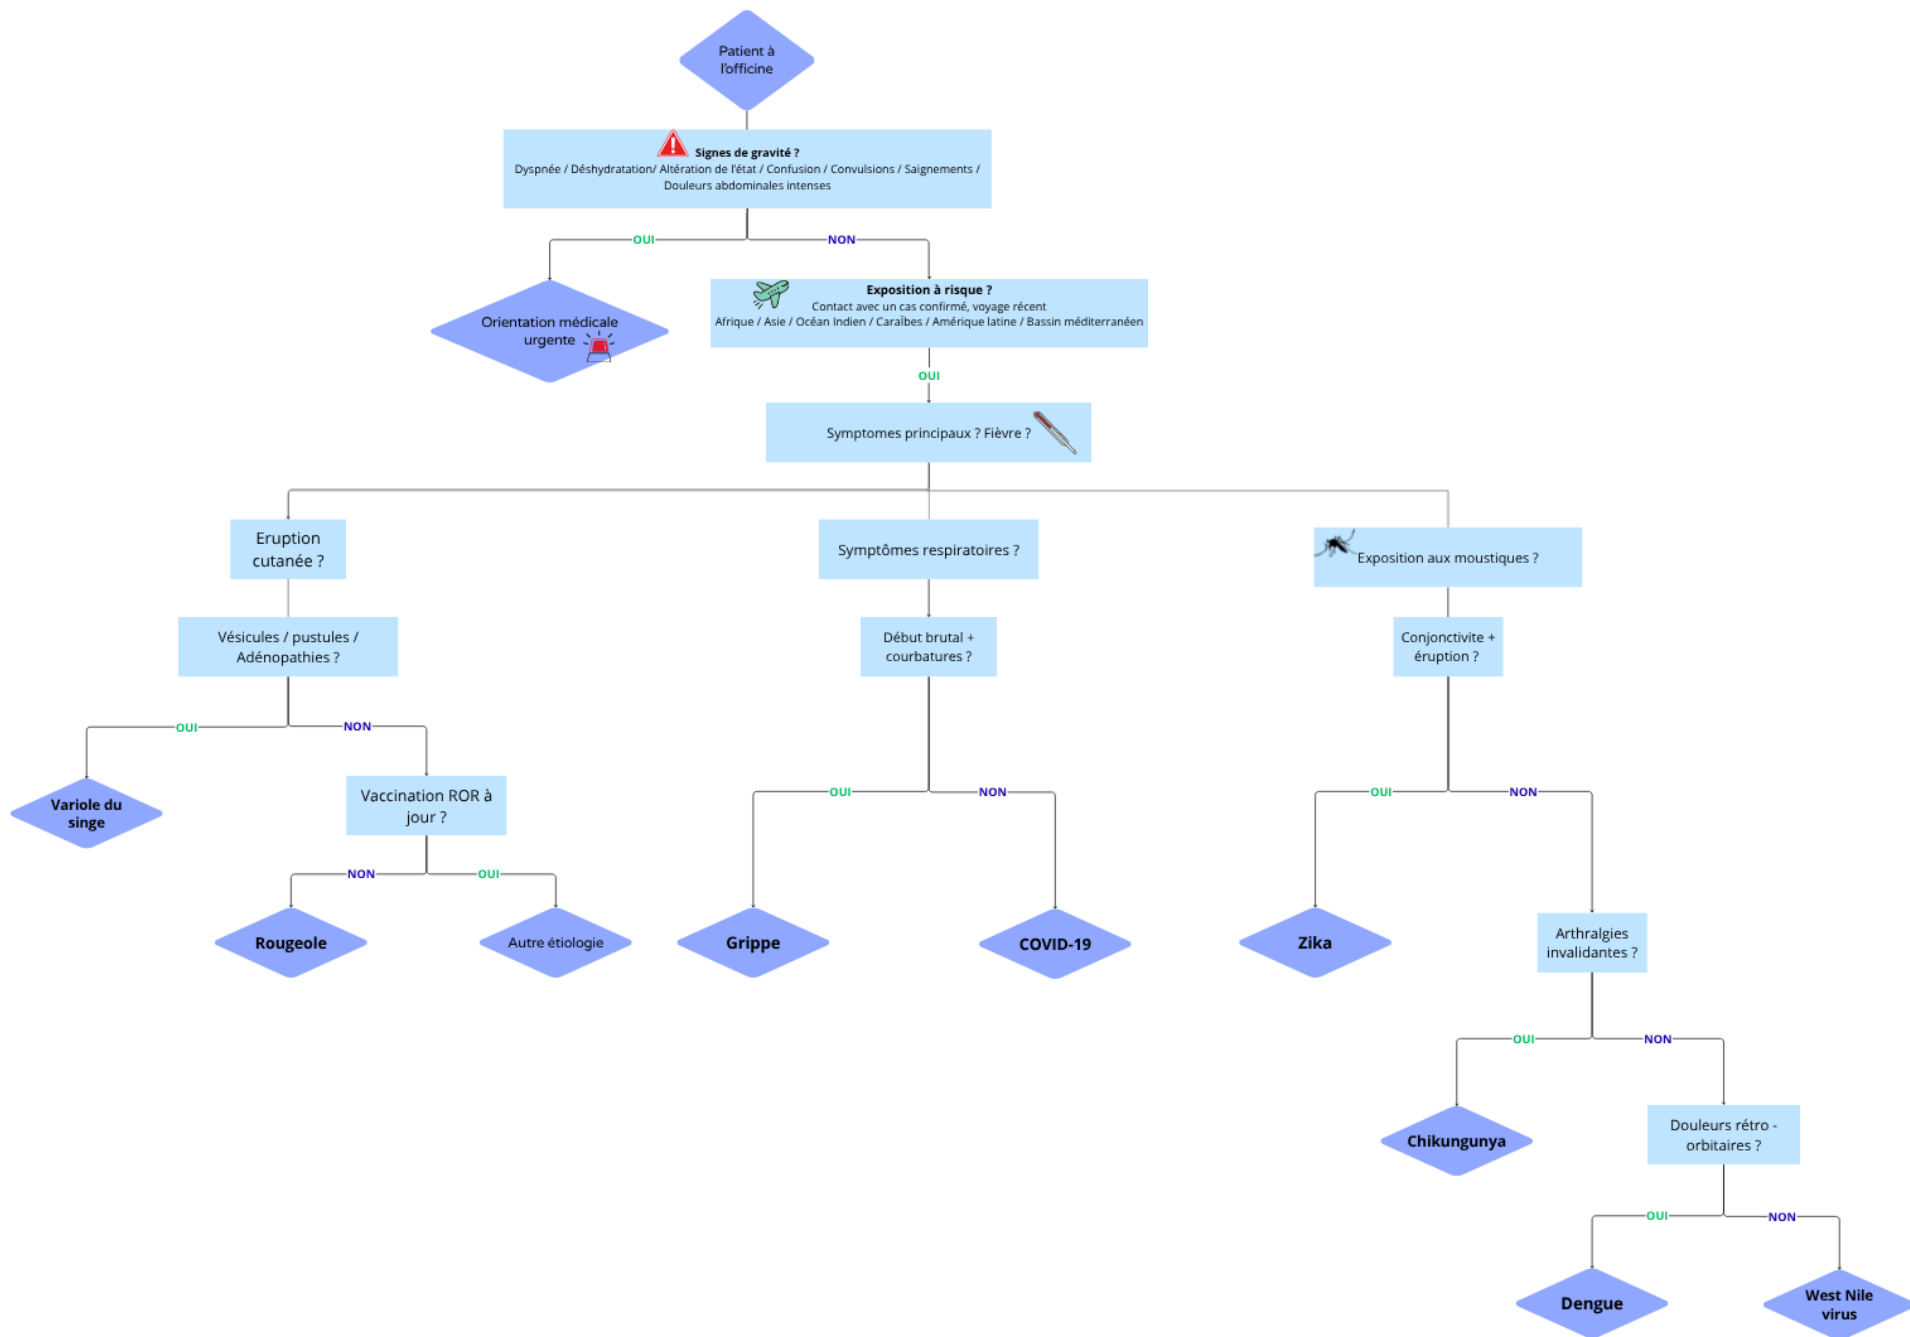 Patient à
l'officine
Signes de gravité ?
Dyspnée / Déshydratation/ Altération de l'état / Confusion / Convulsions / Saignements /
Douleurs abdominales intenses
OUI
NON
Orientation médicale
urgente
Exposition à risque ?
Contact avec un cas confirmé, voyage récent
Afrique / Asie / Océan Indien / CaraÏbes / Amérique latine / Bassin méditerranéen
OUI
Symptomes principaux ? Fièvre ?
Eruption
cutanée ?
Symptômes respiratoires ?
Exposition aux moustiques ?
Vésicules / pustules /
Adénopathies ?
Début brutal +
courbatures ?
Conjonctivite +
éruption ?
OUI
NON
Variole du
singe
Vaccination ROR à
jour ?
OUI
NON
OUI
NON
NON
OUI
Rougeole
Autre étiologie
Grippe
COVID-19
Zika
Arthralgies
invalidantes ?
OUI
NON
Chikungunya
Douleurs rétro -
orbitaires ?
OUI
NON
Dengue
West Nile
virus